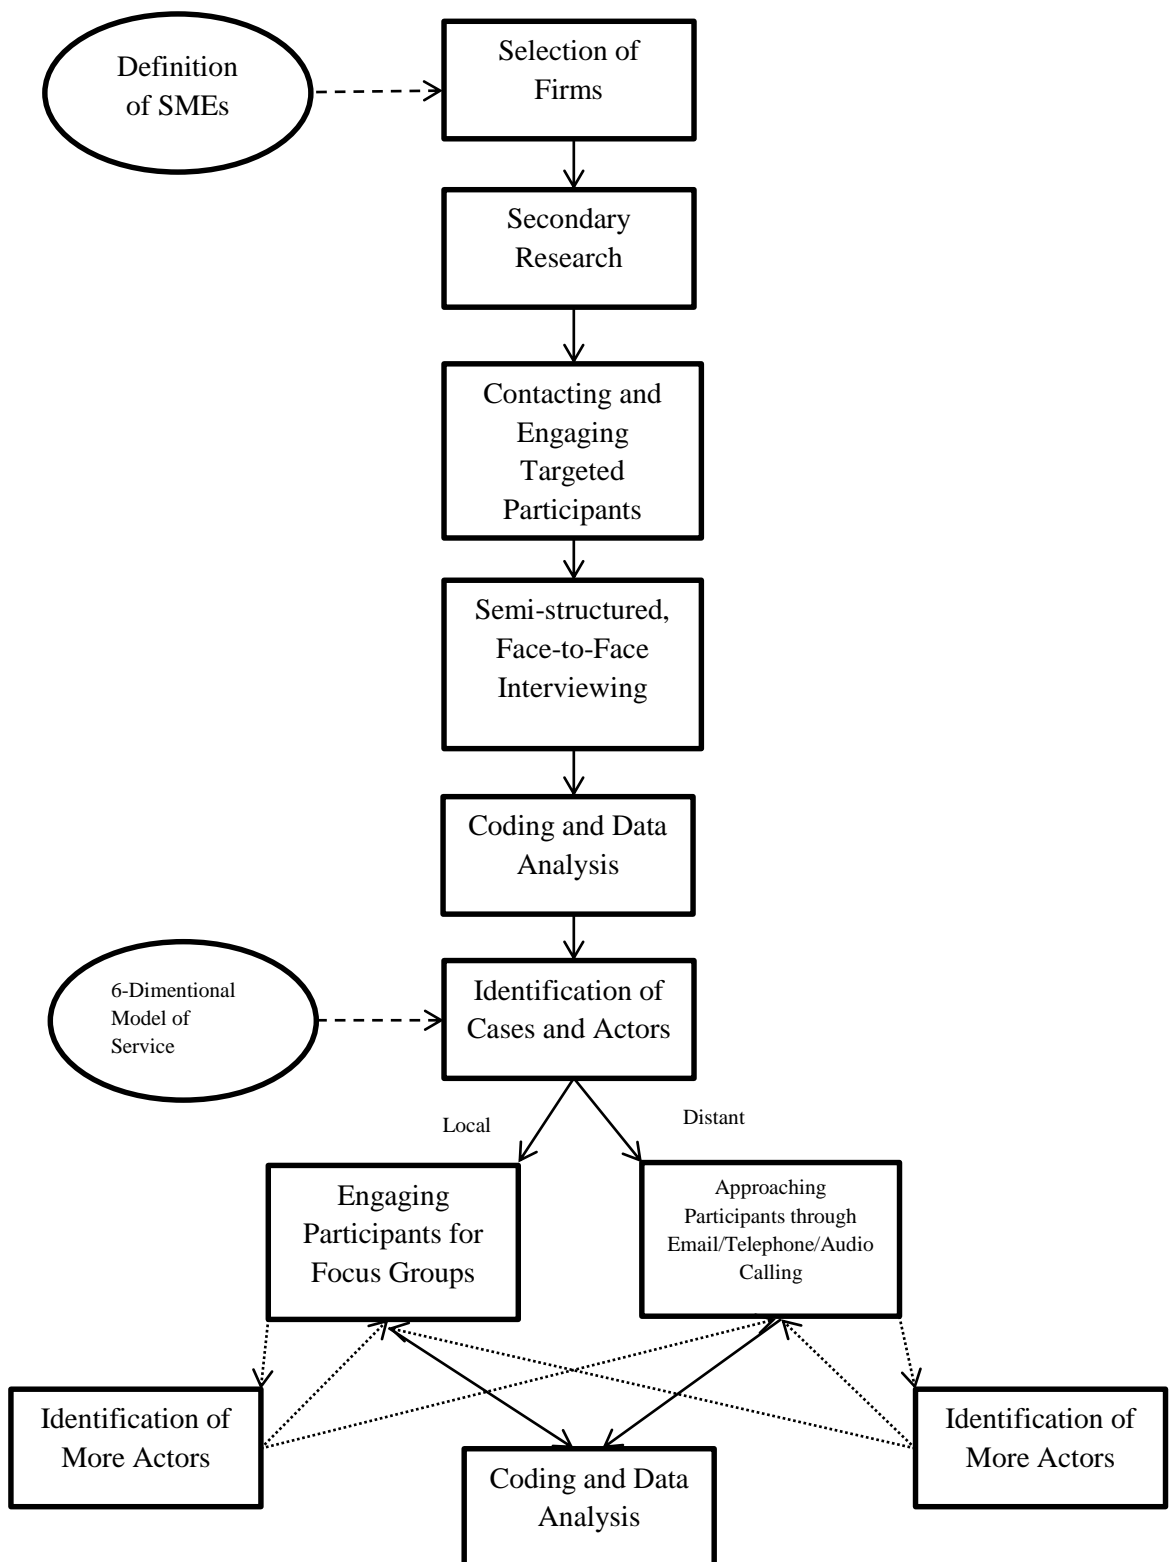 Definition
of SMEs
Selection of
Firms
Secondary
Research
Contacting and
Engaging
Targeted
Participants
Semi-structured,
Face-to-Face
Interviewing
Coding and Data
Analysis
6-Dimentional
Model of
Service
Identification of
Cases and Actors
Local
Distant
Engaging
Participants for
Focus Groups
Approaching
Participants through
Email/Telephone/Audio
Calling
Identification of
More Actors
Coding and Data
Analysis
Identification of
More Actors